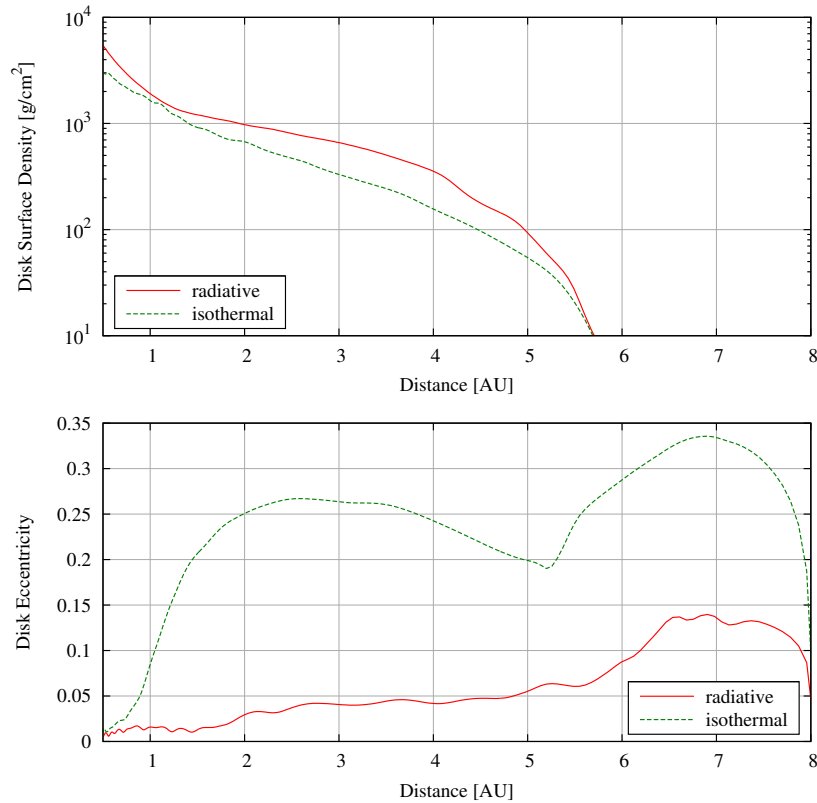 10^4
10^3
10^2
10^1
Disk Surface Density [g/cm^2]
radiative
isothermal
1 2 3 4 5 6 7 8
Distance [AU]
0.35
0.3
0.25
0.2
0.15
0.1
0.05
0
Disk Eccentricity
radiative
isothermal
1 2 3 4 5 6 7 8
Distance [AU]